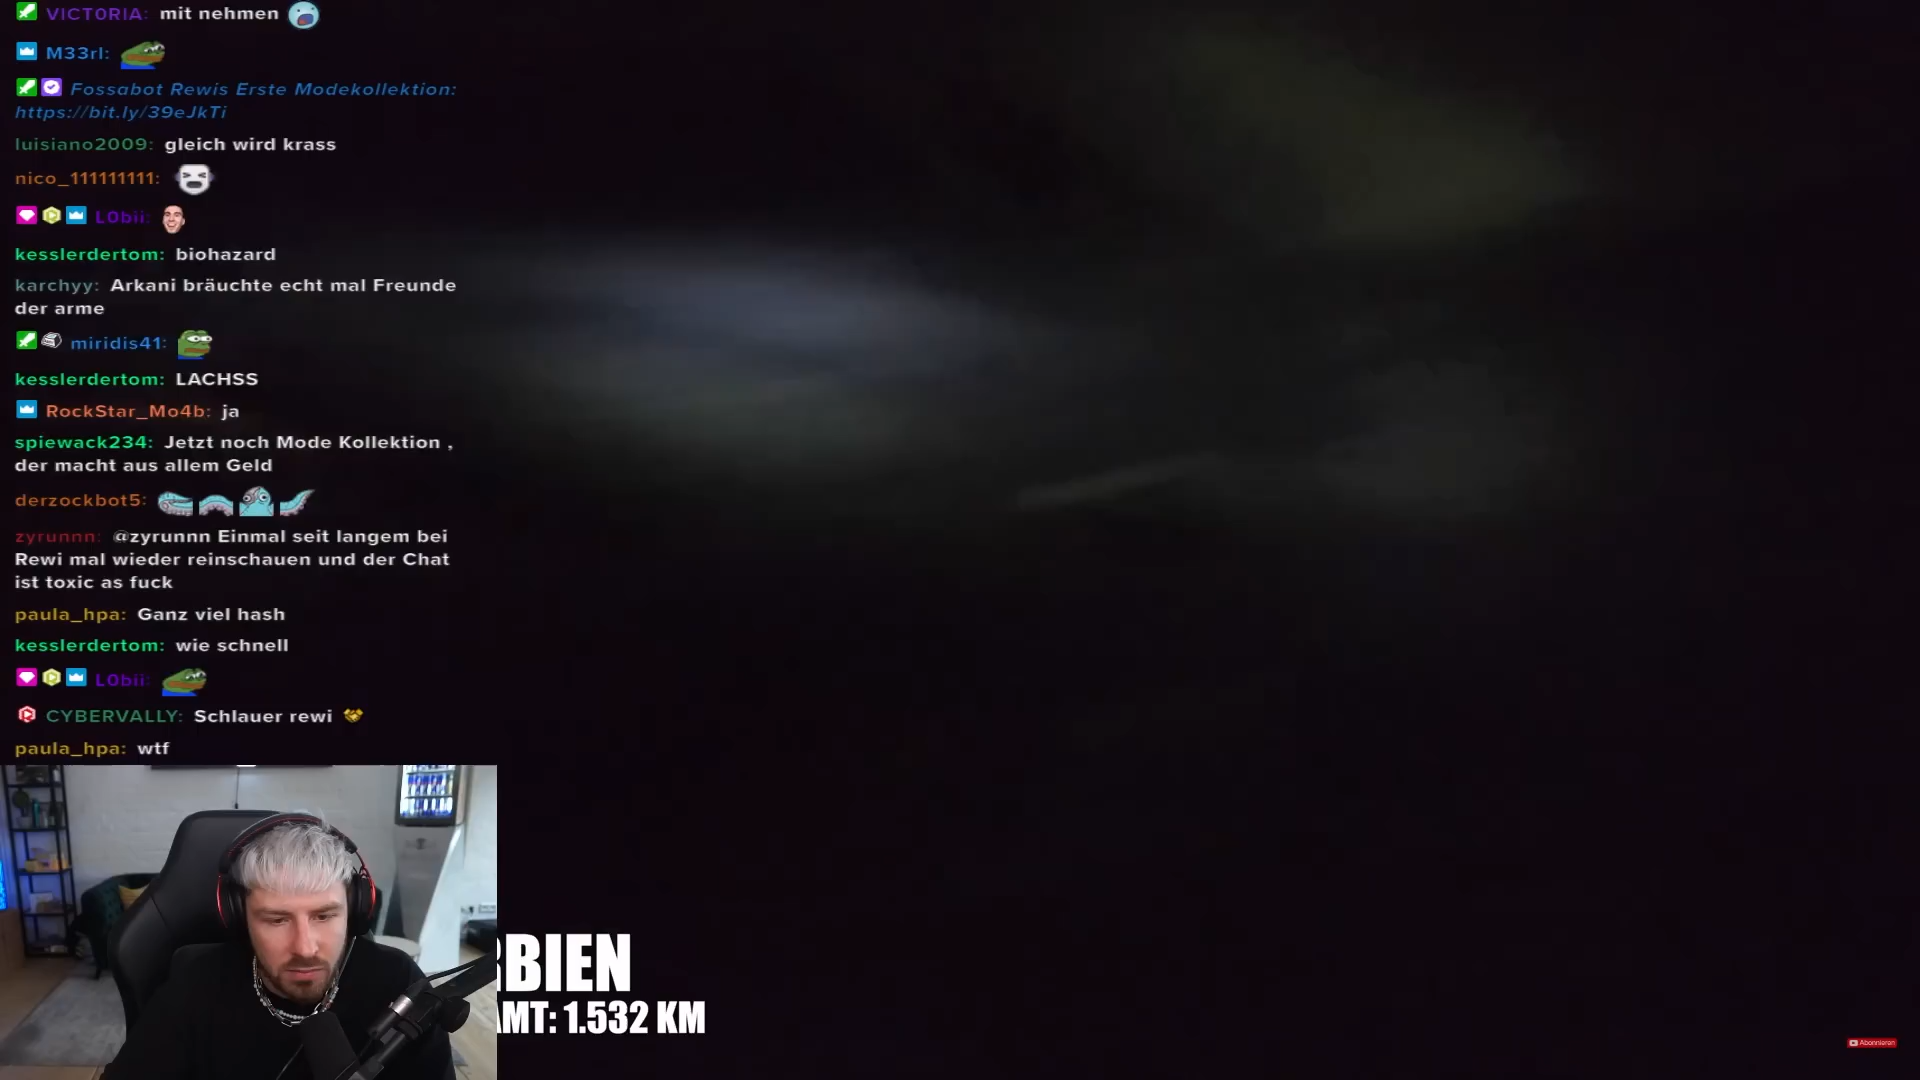 VICTORIA: mit nehmen
M33rl:
Fossabot Rewis Erste Modekollektion:
https://bit.ly/39eJkTi
luisiano2009: gleich wird krass
nico_111111111:
L0bii:
kesslerdertom: biohazard
karchyy: Arkani bräuchte echt mal Freunde
der arme
miridis41:
kesslerdertom: LACHSS
RockStar_Mo4b: ja
spiewack234: Jetzt noch Mode Kollektion ,
der macht aus allem Geld
derzockbot5:
zyrunnn: @zyrunnn Einmal seit langem bei
Rewi mal wieder reinschauen und der Chat
ist toxic as fuck
paula_hpa: Ganz viel hash
kesslerdertom: wie schnell
L0bii:
CYBERVALLY: Schlauer rewi
paula_hpa: wtf
RBIEN
AMT: 1.532 KM
Abonnieren